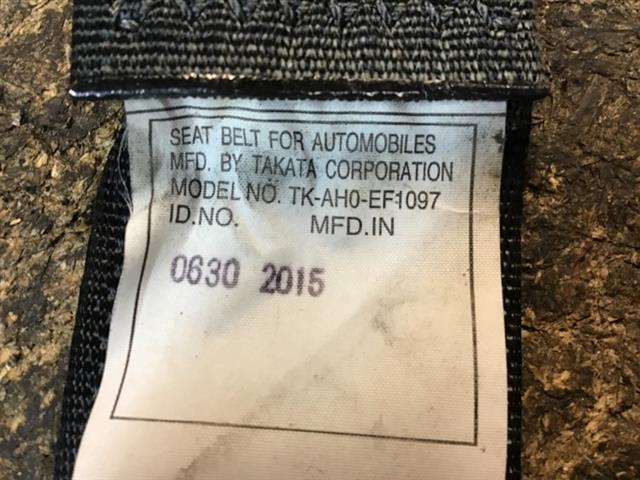 SEAT BELT FOR AUTOMOBILES
MFD. BY TAKATA CORPORATION
MODEL NO. TK-AH0-EF1097
ID.NO. MFD.IN
0630 2015